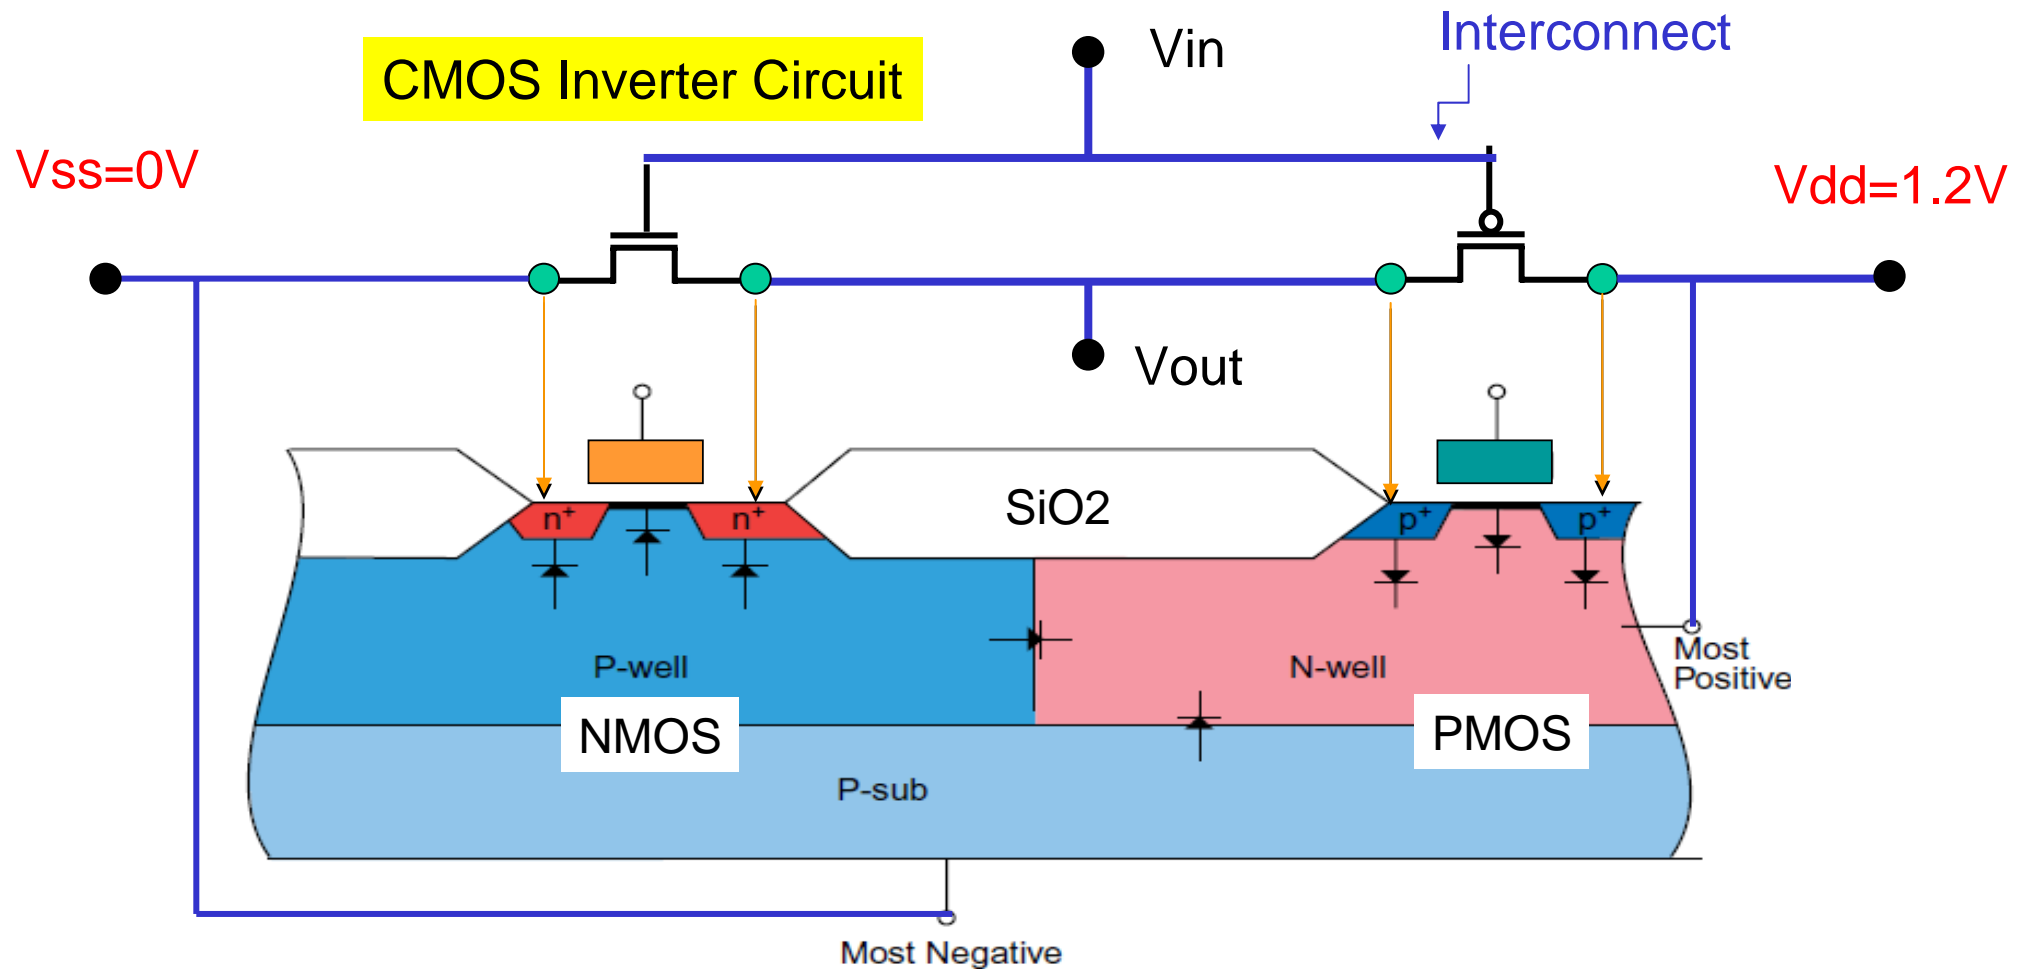 Interconnect
Vin
CMOS Inverter Circuit
Vss=0V
Vdd=1.2V
Vout
SiO2
n+
n+
p+
p+
P-well
N-well
Most
Positive
NMOS
PMOS
P-sub
Most Negative